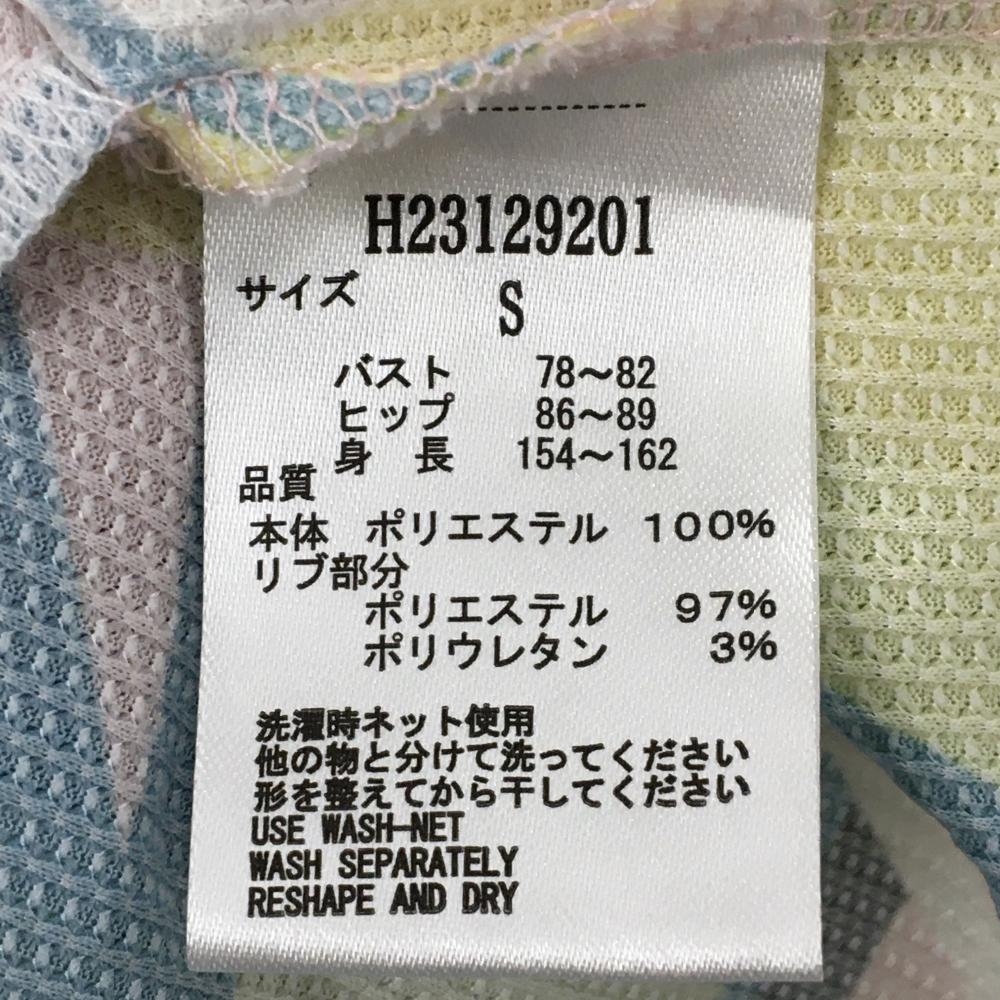 H23129201
サイズ S
バスト 78～82
ヒップ 86～89
身 長 154～162
品質
本体 ポリエステル 100%
リブ部分
ポリエステル 97%
ポリウレタン 3%
洗濯時ネット使用
他の物と分けて洗ってください
形を整えてから干してください
USE WASH-NET
WASH SEPARATELY
RESHAPE AND DRY